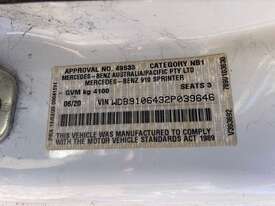 APPROVAL NO. 49533 CATEGORY NB1
MERCEDES-BENZ AUSTRALIA/PACIFIC PTY LTD
MERCEDES-BENZ 910 SPRINTER
GVM kg 4100 SEATS 3
06/20 VIN WDB9106432P039646
THIS VEHICLE WAS MANUFACTURED TO COMPLY
WITH THE MOTOR VEHICLE STANDARDS ACT 1989